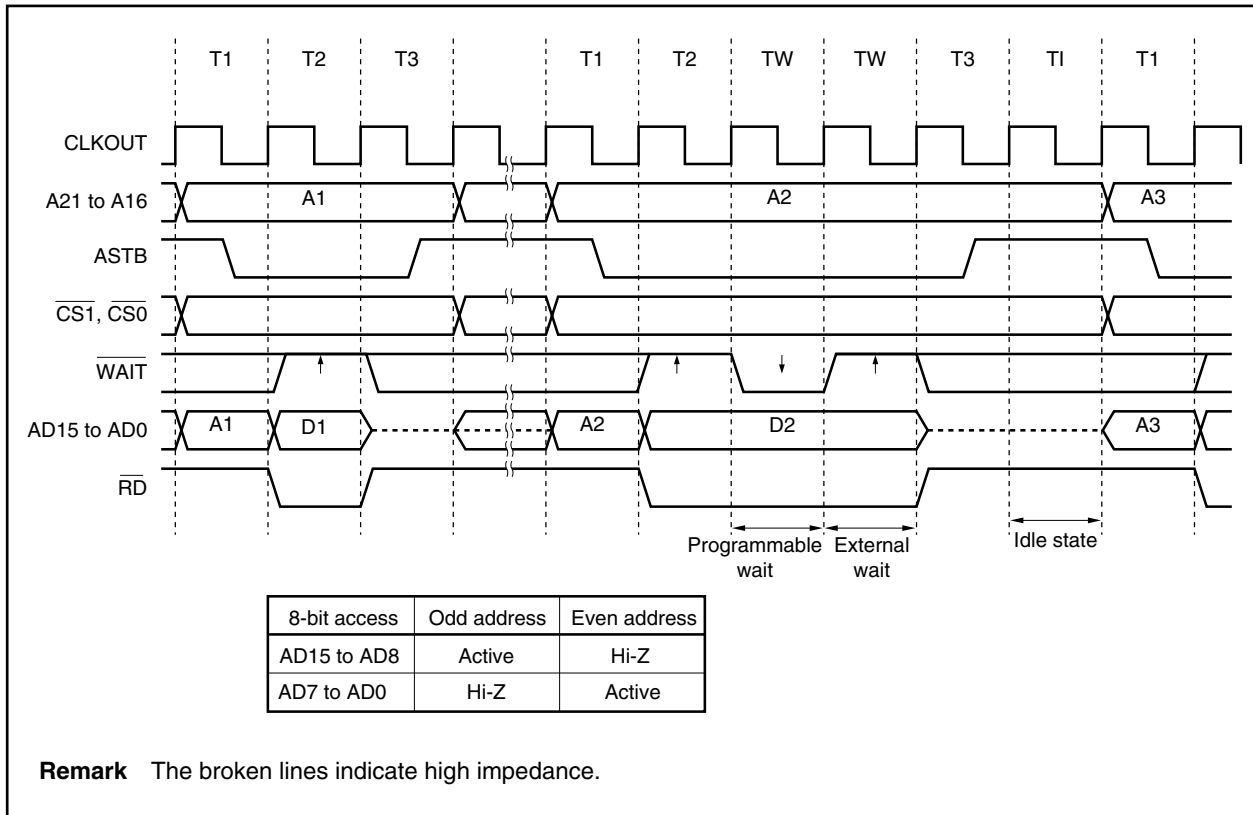 T1 T2 T3 T1 T2 TW TW T3 TI T1
CLKOUT
A21 to A16 A1 A2 A3
ASTB
CS1, CS0
WAIT
AD15 to AD0 A1 D1 A2 D2 A3
RD
Programmable wait
External wait
Idle state
8-bit access Odd address Even address
AD15 to AD8 Active Hi-Z
AD7 to AD0 Hi-Z Active
Remark The broken lines indicate high impedance.